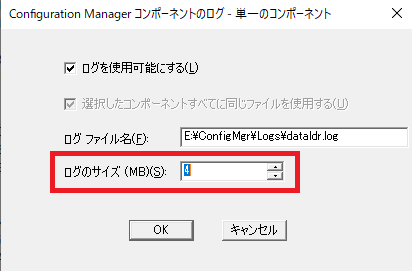 Configuration Manager コンポーネントのログ - 単一のコンポーネント
ログを使用可能にする(L)
選択したコンポーネントすべてに同じファイルを使用する(U)
ログ ファイル名(F): E:¥ConfigMgr¥Logs¥dataldr.log
ログのサイズ (MB)(S): 4
OK キャンセル